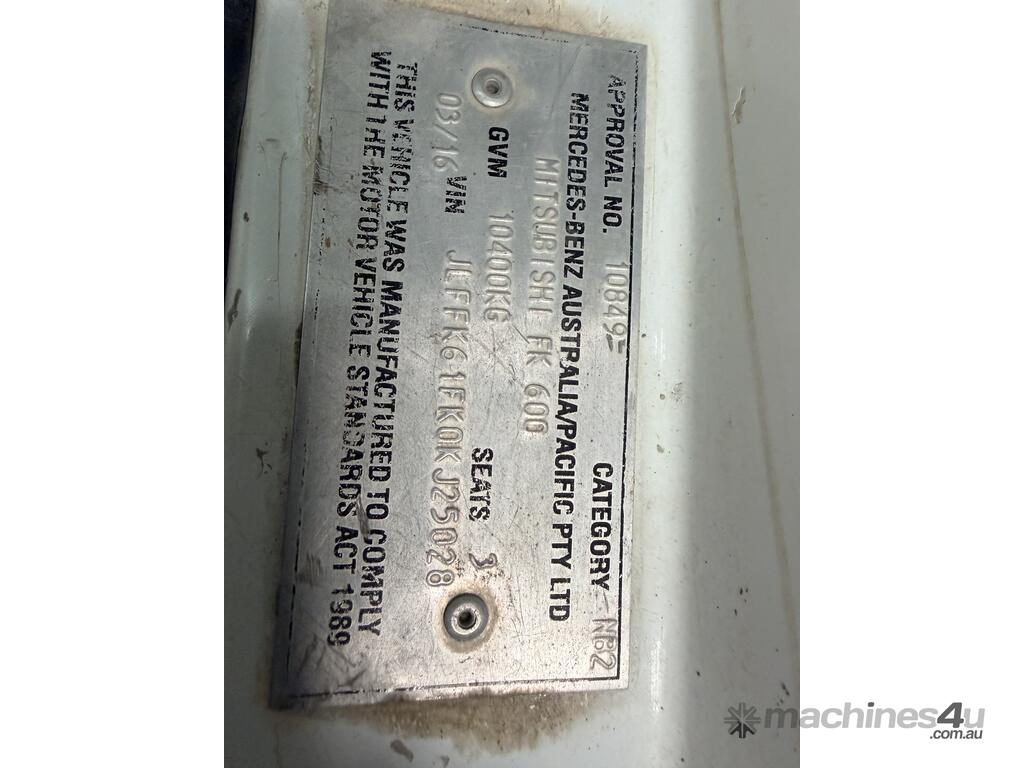 APPROVAL NO. 10849 CATEGORY NB2
MERCEDES-BENZ AUSTRALIA/PACIFIC PTY LTD
MITSUBISHI FK 600
GVM 10400KG SEATS 3
03/16 VIN JLFFK61FK0KJ25028
THIS VEHICLE WAS MANUFACTURED TO COMPLY
WITH THE MOTOR VEHICLE STANDARDS ACT 1989
machines4u
.com.au